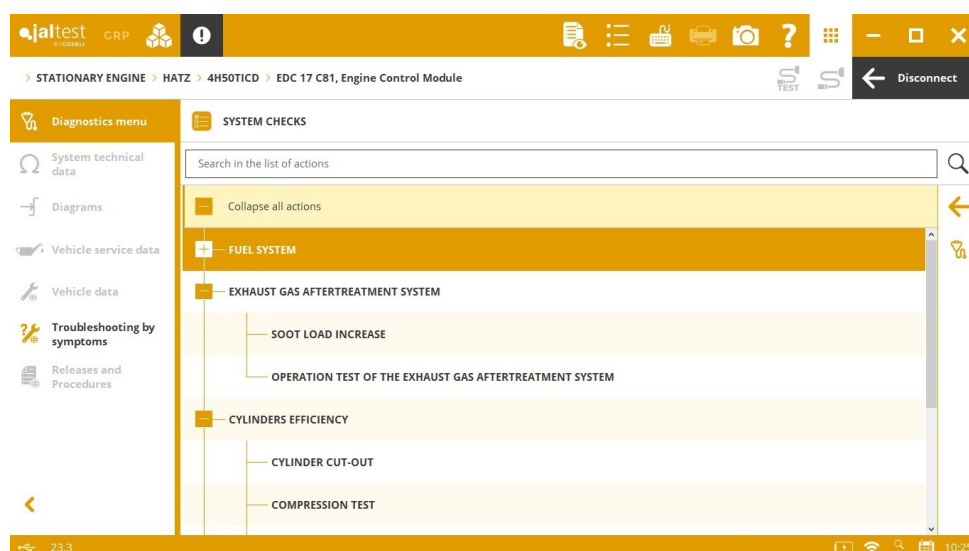 jaltest GRP
BY COJALI
?
> STATIONARY ENGINE > HATZ > 4H50TICD > EDC 17 C81, Engine Control Module
TEST
Disconnect
Diagnostics menu
SYSTEM CHECKS
System technical
data
Search in the list of actions
Diagrams
Collapse all actions
Vehicle service data
FUEL SYSTEM
Vehicle data
EXHAUST GAS AFTERTREATMENT SYSTEM
Troubleshooting by
symptoms
SOOT LOAD INCREASE
Releases and
Procedures
OPERATION TEST OF THE EXHAUST GAS AFTERTREATMENT SYSTEM
CYLINDERS EFFICIENCY
CYLINDER CUT-OUT
COMPRESSION TEST
23.3